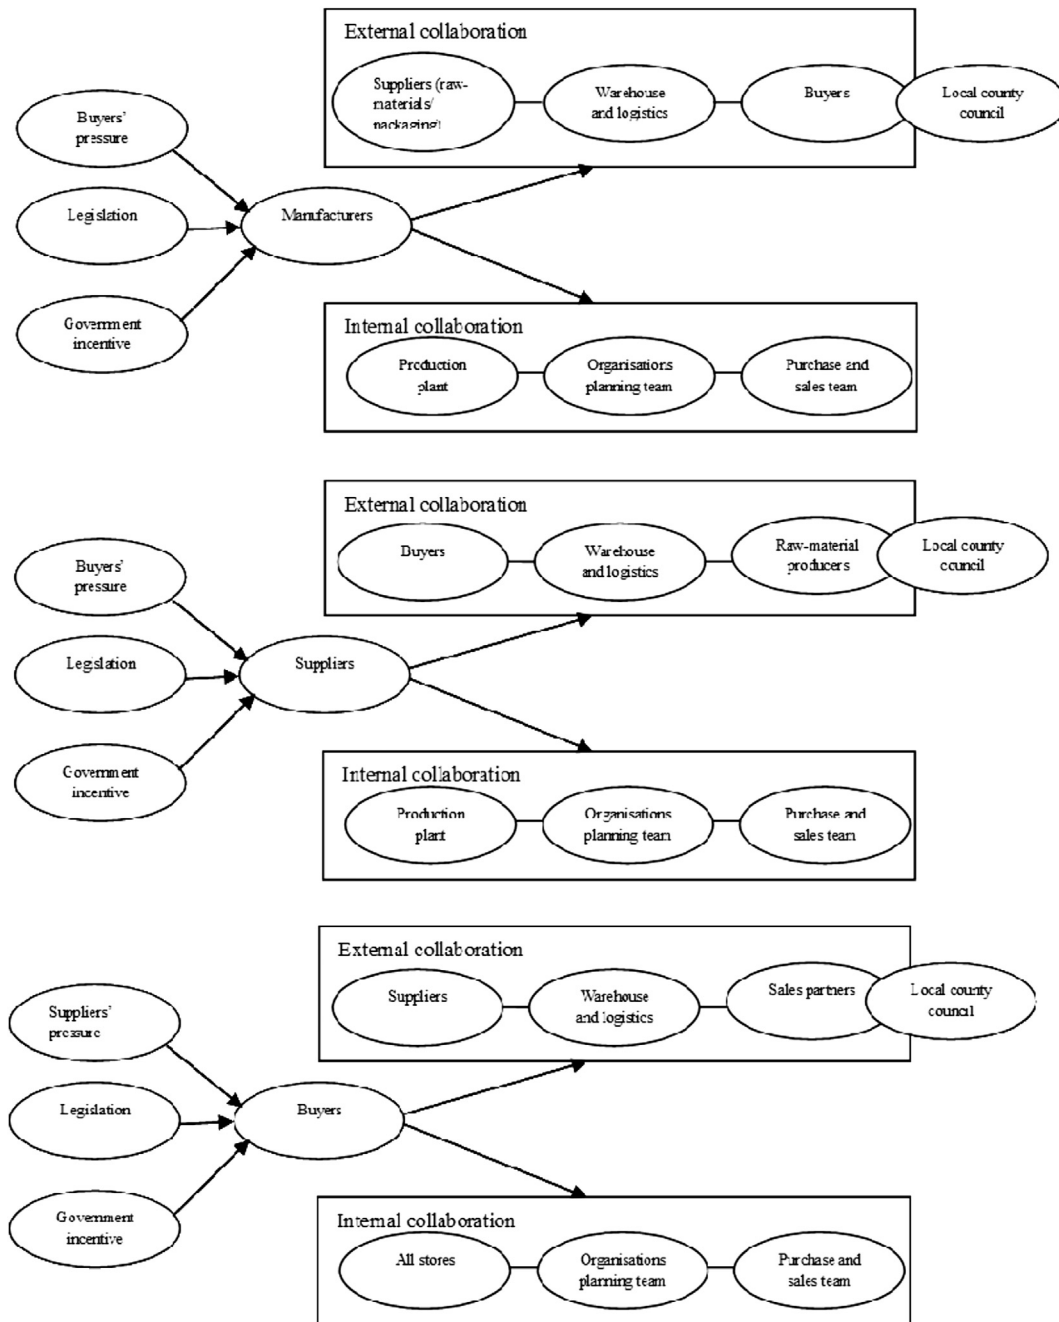 External collaboration
Suppliers (raw-
materials/
packaging)
Warehouse
and logistics
Buyers
Local county
council
Buyers'
pressure
Legislation
Manufacturers
Government
incentive
Internal collaboration
Production
plant
Organisations
planning team
Purchase and
sales team
External collaboration
Buyers
Warehouse
and logistics
Raw-material
producers
Local county
council
Buyers'
pressure
Legislation
Suppliers
Government
incentive
Internal collaboration
Production
plant
Organisations
planning team
Purchase and
sales team
External collaboration
Suppliers
Warehouse
and logistics
Sales partners
Local county
council
Suppliers'
pressure
Legislation
Buyers
Government
incentive
Internal collaboration
All stores
Organisations
planning team
Purchase and
sales team